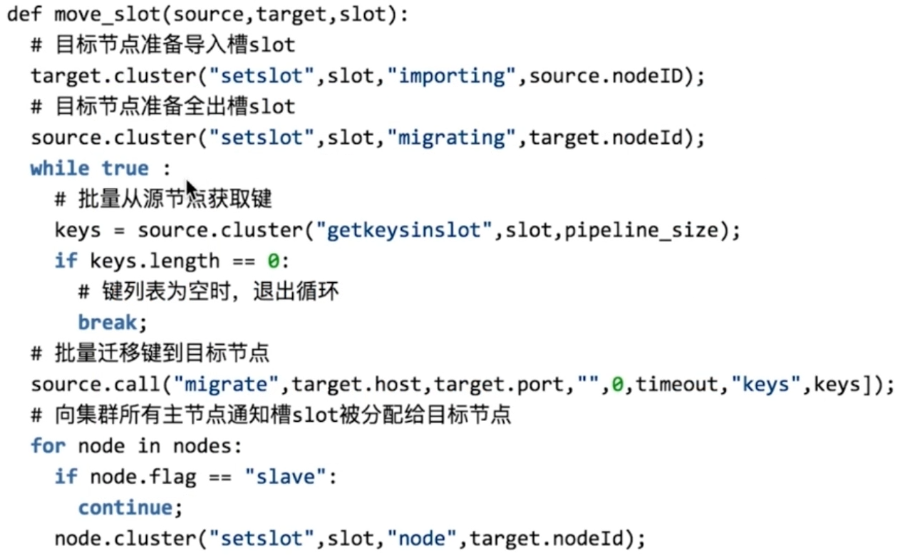 def move_slot(source,target,slot):
# 目标节点准备导入槽slot
target.cluster("setslot",slot,"importing",source.nodeID);
# 目标节点准备全出槽slot
source.cluster("setslot",slot,"migrating",target.nodeId);
while true :
# 批量从源节点获取键
keys = source.cluster("getkeysinslot",slot,pipeline_size);
if keys.length == 0:
# 键列表为空时，退出循环
break;
# 批量迁移键到目标节点
source.call("migrate",target.host,target.port,"",0,timeout,"keys",keys]);
# 向集群所有主节点通知槽slot被分配给目标节点
for node in nodes:
if node.flag == "slave":
continue;
node.cluster("setslot",slot,"node",target.nodeId);